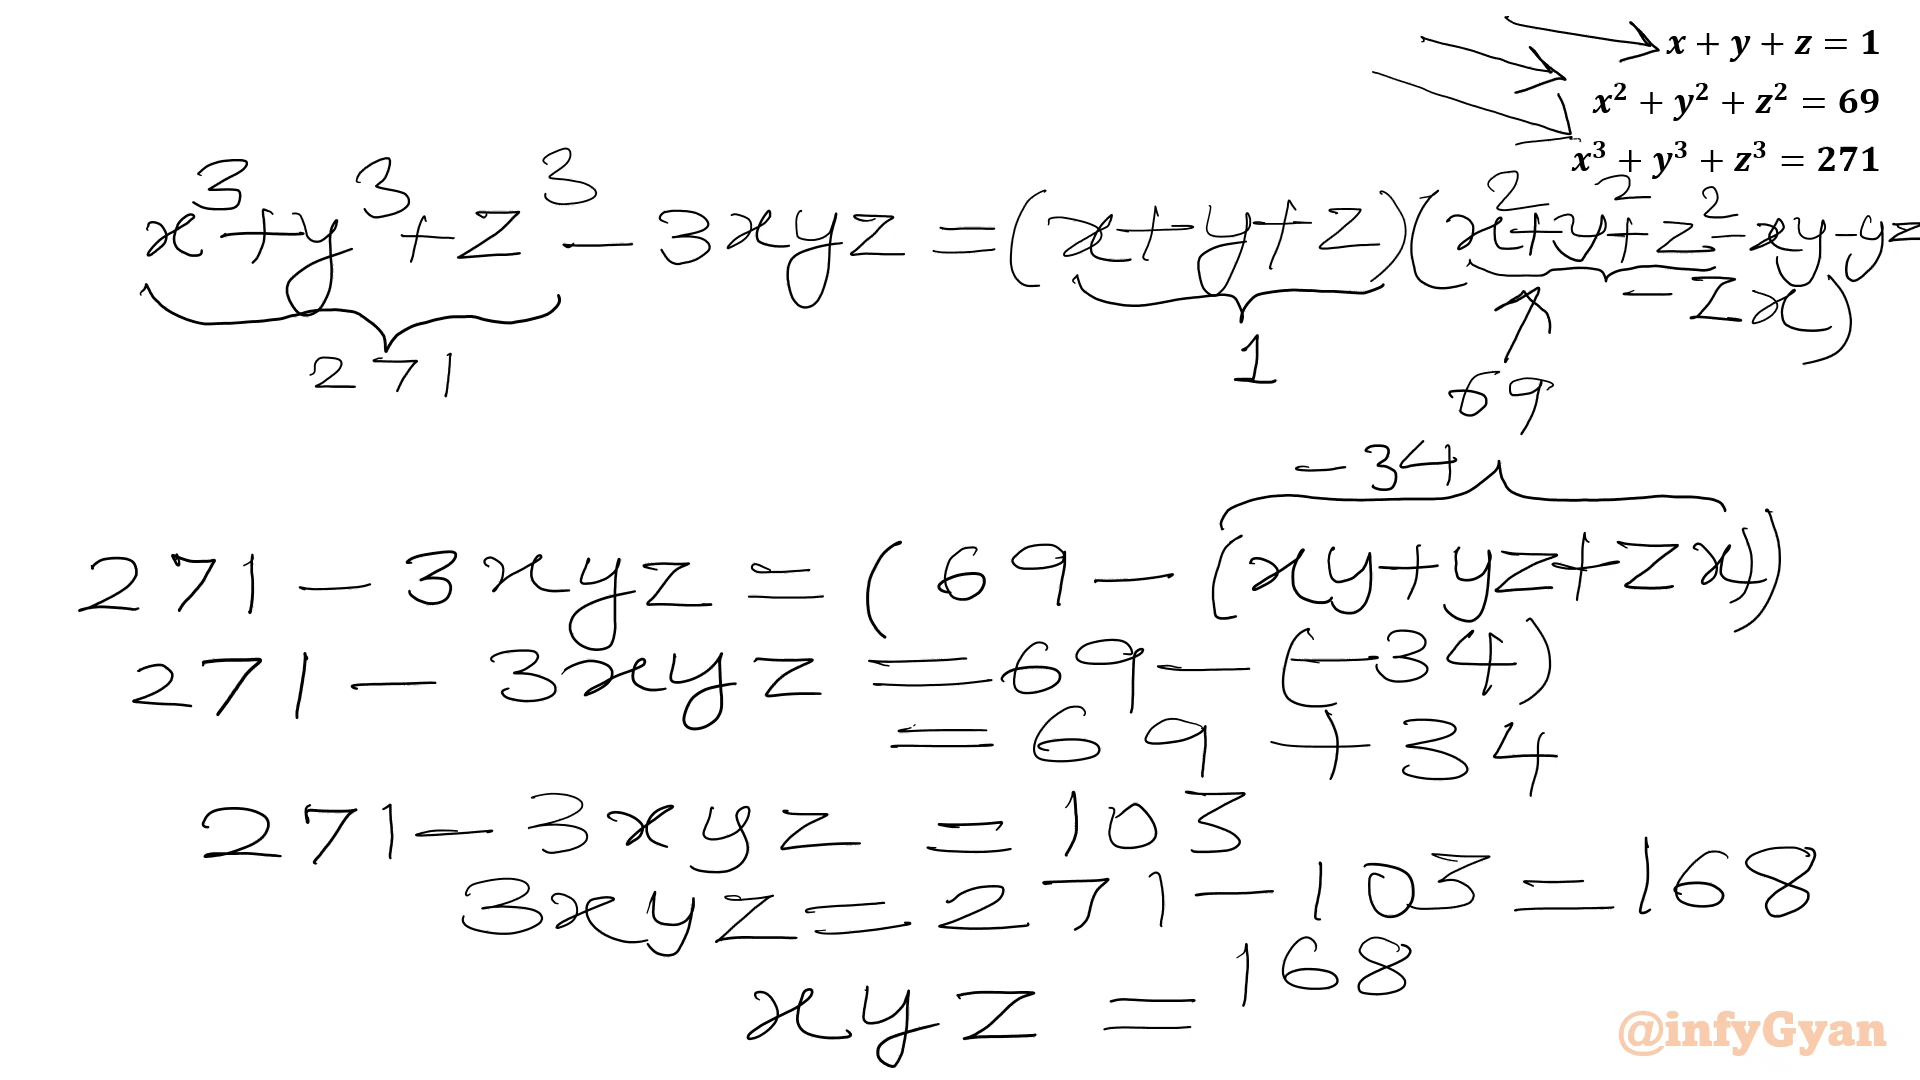 x + y + z = 1
x² + y² + z² = 69
x³ + y³ + z³ = 271
x³+y³+z³-3xyz=(x+y+z)(x²+y²+z²-xy-yz
-zx)
271
1
69
-34
271-3xyz=(69-(xy+yz+zx))
271-3xyz=69-(-34)
=69+34
271-3xyz=103
3xyz=271-103=168
xyz=168
@infyGyan